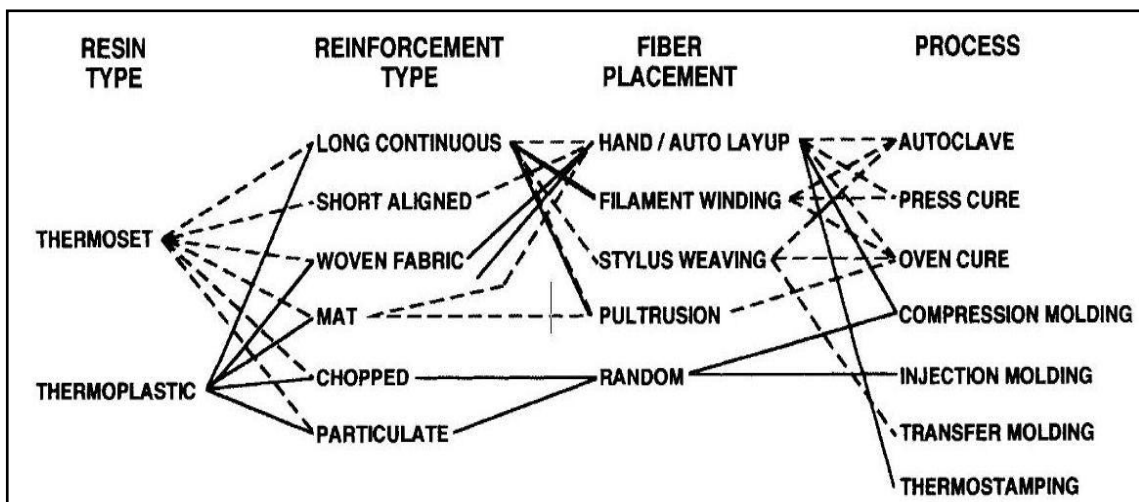 RESIN
TYPE
REINFORCEMENT
TYPE
FIBER
PLACEMENT
PROCESS
LONG CONTINUOUS
HAND / AUTO LAYUP
AUTOCLAVE
SHORT ALIGNED
FILAMENT WINDING
PRESS CURE
THERMOSET
WOVEN FABRIC
STYLUS WEAVING
OVEN CURE
MAT
PULTRUSION
COMPRESSION MOLDING
THERMOPLASTIC
CHOPPED
RANDOM
INJECTION MOLDING
PARTICULATE
TRANSFER MOLDING
THERMOSTAMPING